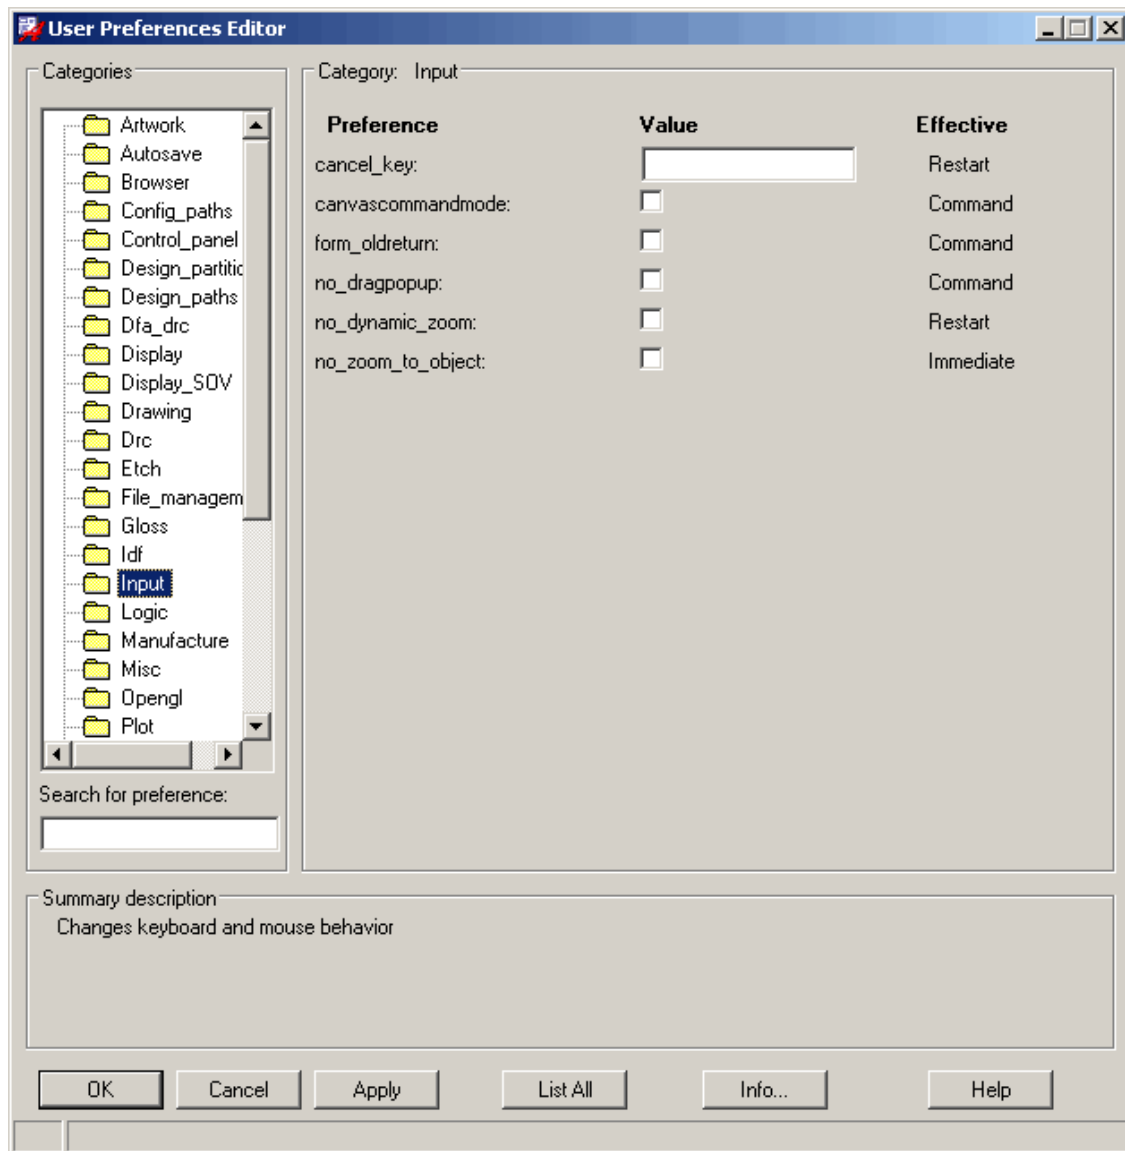 User Preferences Editor
Categories
Artwork
Autosave
Browser
Config_paths
Control_panel
Design_partitic
Design_paths
Dfa_drc
Display
Display_SOV
Drawing
Drc
Etch
File_managem
Gloss
Idf
Input
Logic
Manufacture
Misc
Opengl
Plot
Search for preference:
Category: Input
Preference Value Effective
cancel_key: Restart
canvascommandmode: Command
form_oldreturn: Command
no_dragpopup: Command
no_dynamic_zoom: Restart
no_zoom_to_object: Immediate
Summary description
Changes keyboard and mouse behavior
OK Cancel Apply List All Info... Help